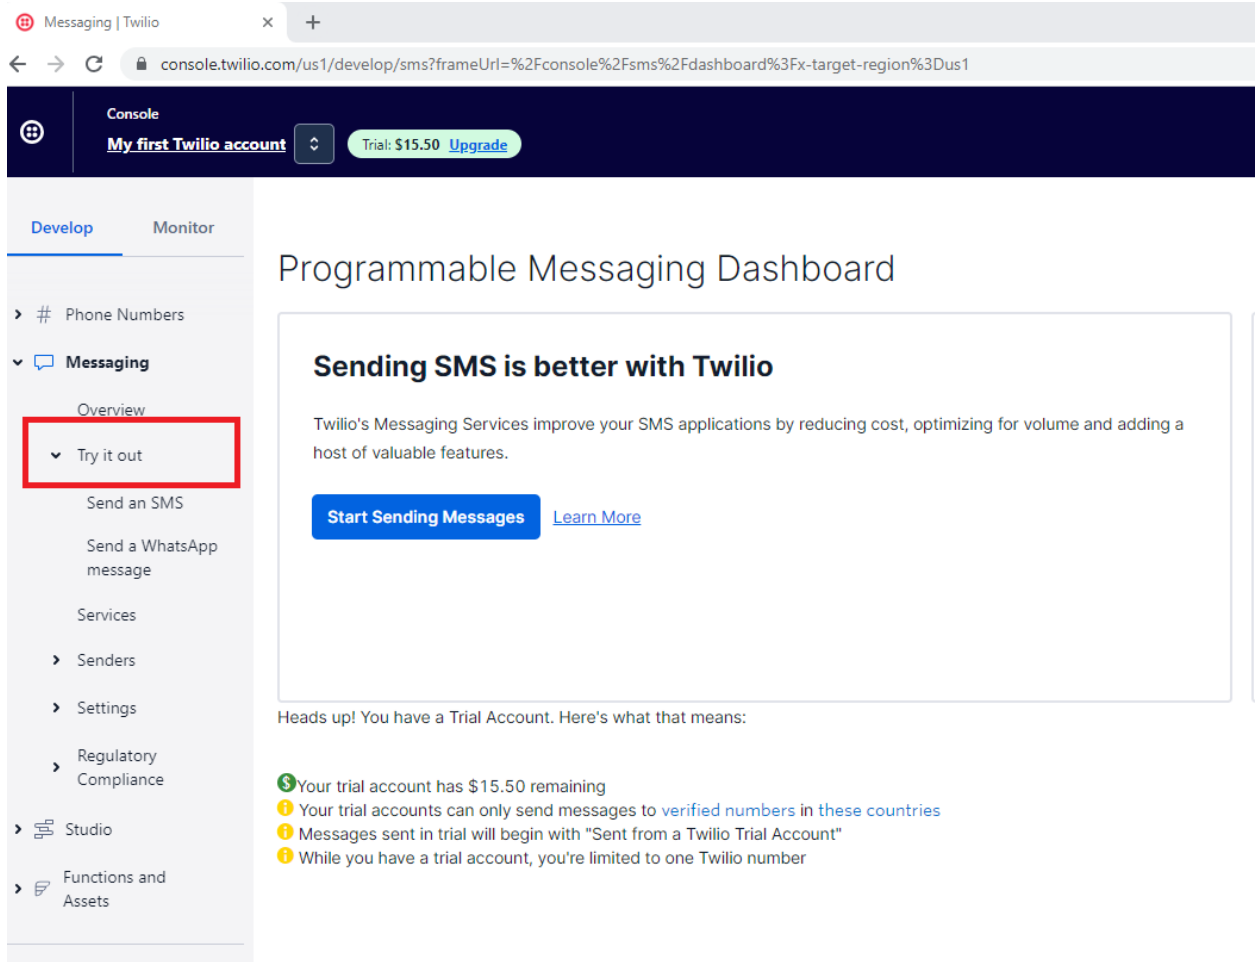 Messaging | Twilio
console.twilio.com/us1/develop/sms?frameUrl=%2Fconsole%2Fsms%2Fdashboard%3Fx-target-region%3Dus1
Console
My first Twilio account
Trial: $15.50 Upgrade
Develop
Monitor
Phone Numbers
Messaging
Overview
Try it out
Send an SMS
Send a WhatsApp
message
Services
Senders
Settings
Regulatory
Compliance
Studio
Functions and
Assets
Programmable Messaging Dashboard
Sending SMS is better with Twilio
Twilio's Messaging Services improve your SMS applications by reducing cost, optimizing for volume and adding a
host of valuable features.
Start Sending Messages
Learn More
Heads up! You have a Trial Account. Here's what that means:
Your trial account has $15.50 remaining
Your trial accounts can only send messages to verified numbers in these countries
Messages sent in trial will begin with "Sent from a Twilio Trial Account"
While you have a trial account, you're limited to one Twilio number